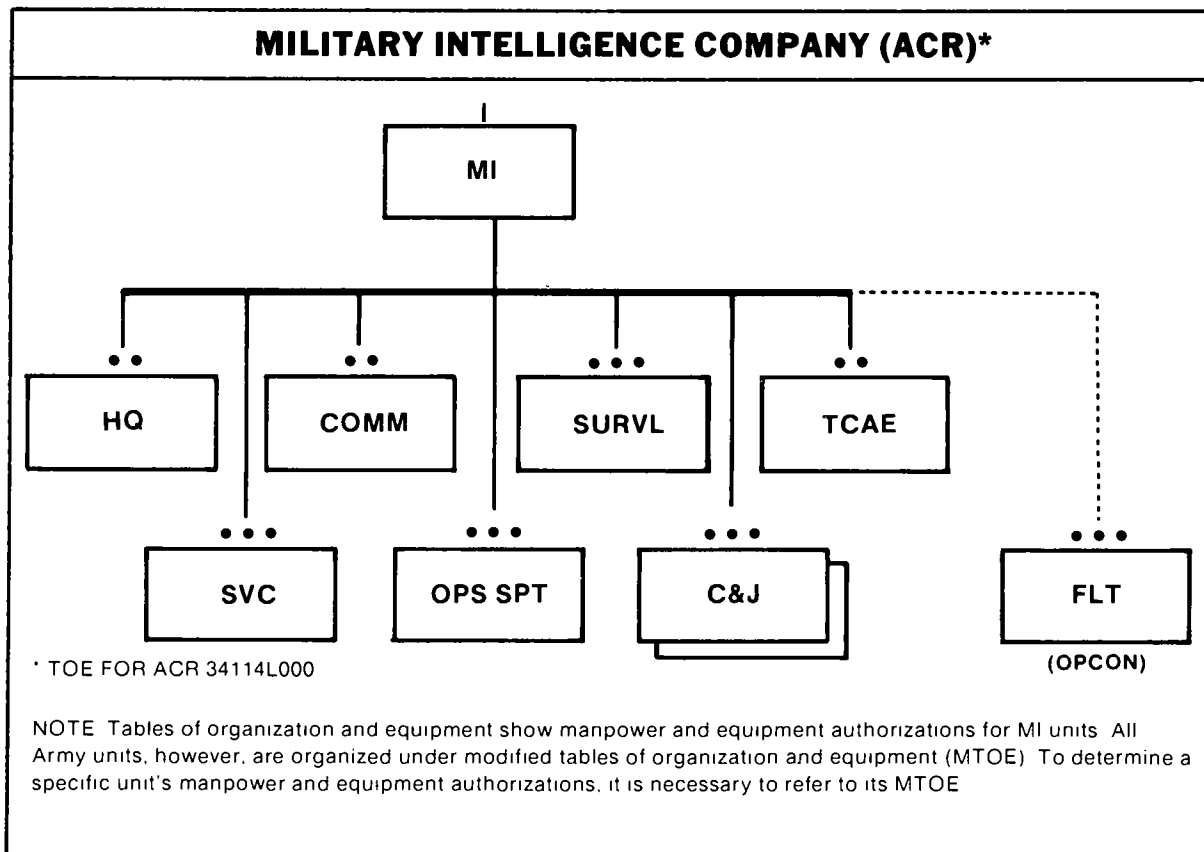 MILITARY INTELLIGENCE COMPANY (ACR)*
MI
HQ
COMM
SURVL
TCAE
SVC
OPS SPT
C&J
FLT
(OPCON)
* TOE FOR ACR 34114L000
NOTE Tables of organization and equipment show manpower and equipment authorizations for MI units All
Army units, however, are organized under modified tables of organization and equipment (MTOE) To determine a
specific unit's manpower and equipment authorizations, it is necessary to refer to its MTOE